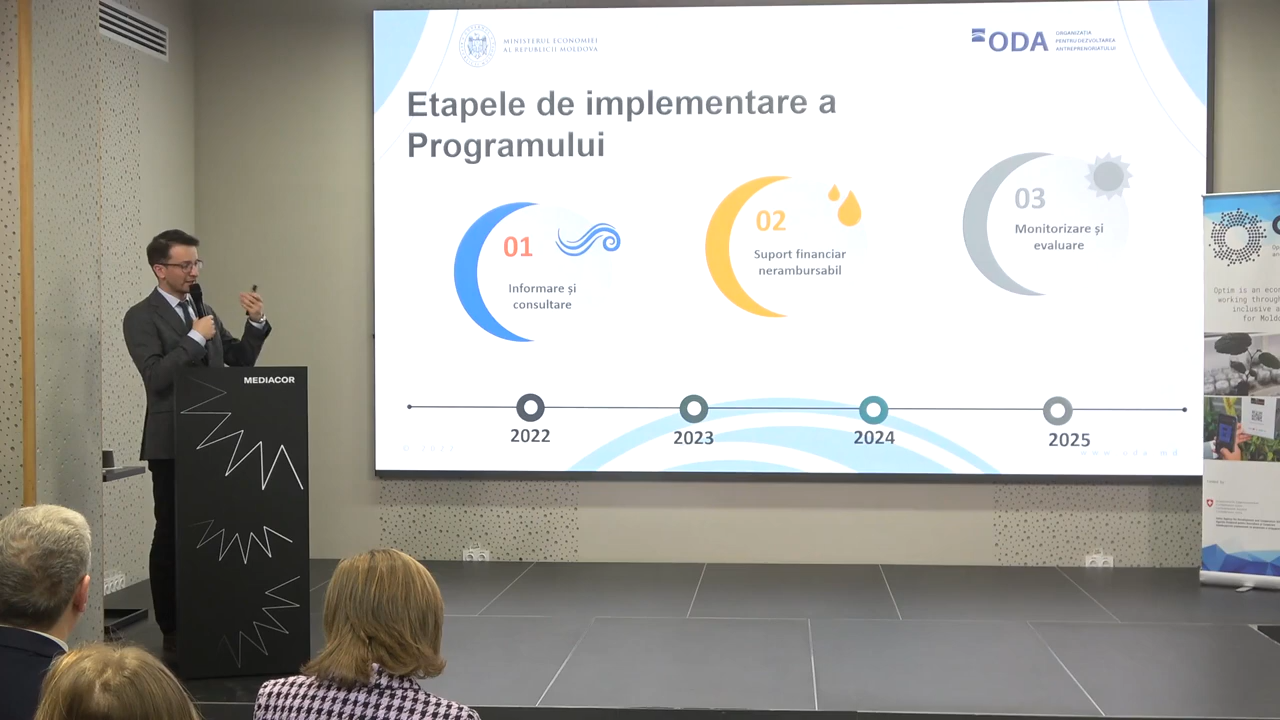 MINISTERUL ECONOMIEI
AL REPUBLICII MOLDOVA
ODA
ORGANIZAȚIA
PENTRU DEZVOLTAREA
ANTREPRENORIATULUI
Etapele de implementare a
Programului
01
Informare și
consultare
02
Suport financiar
nerambursabil
03
Monitorizare și
evaluare
2022
2023
2024
2025
www.oda.md
MEDIACOR
Optim is an eco
working through
inclusive a
for Moldo